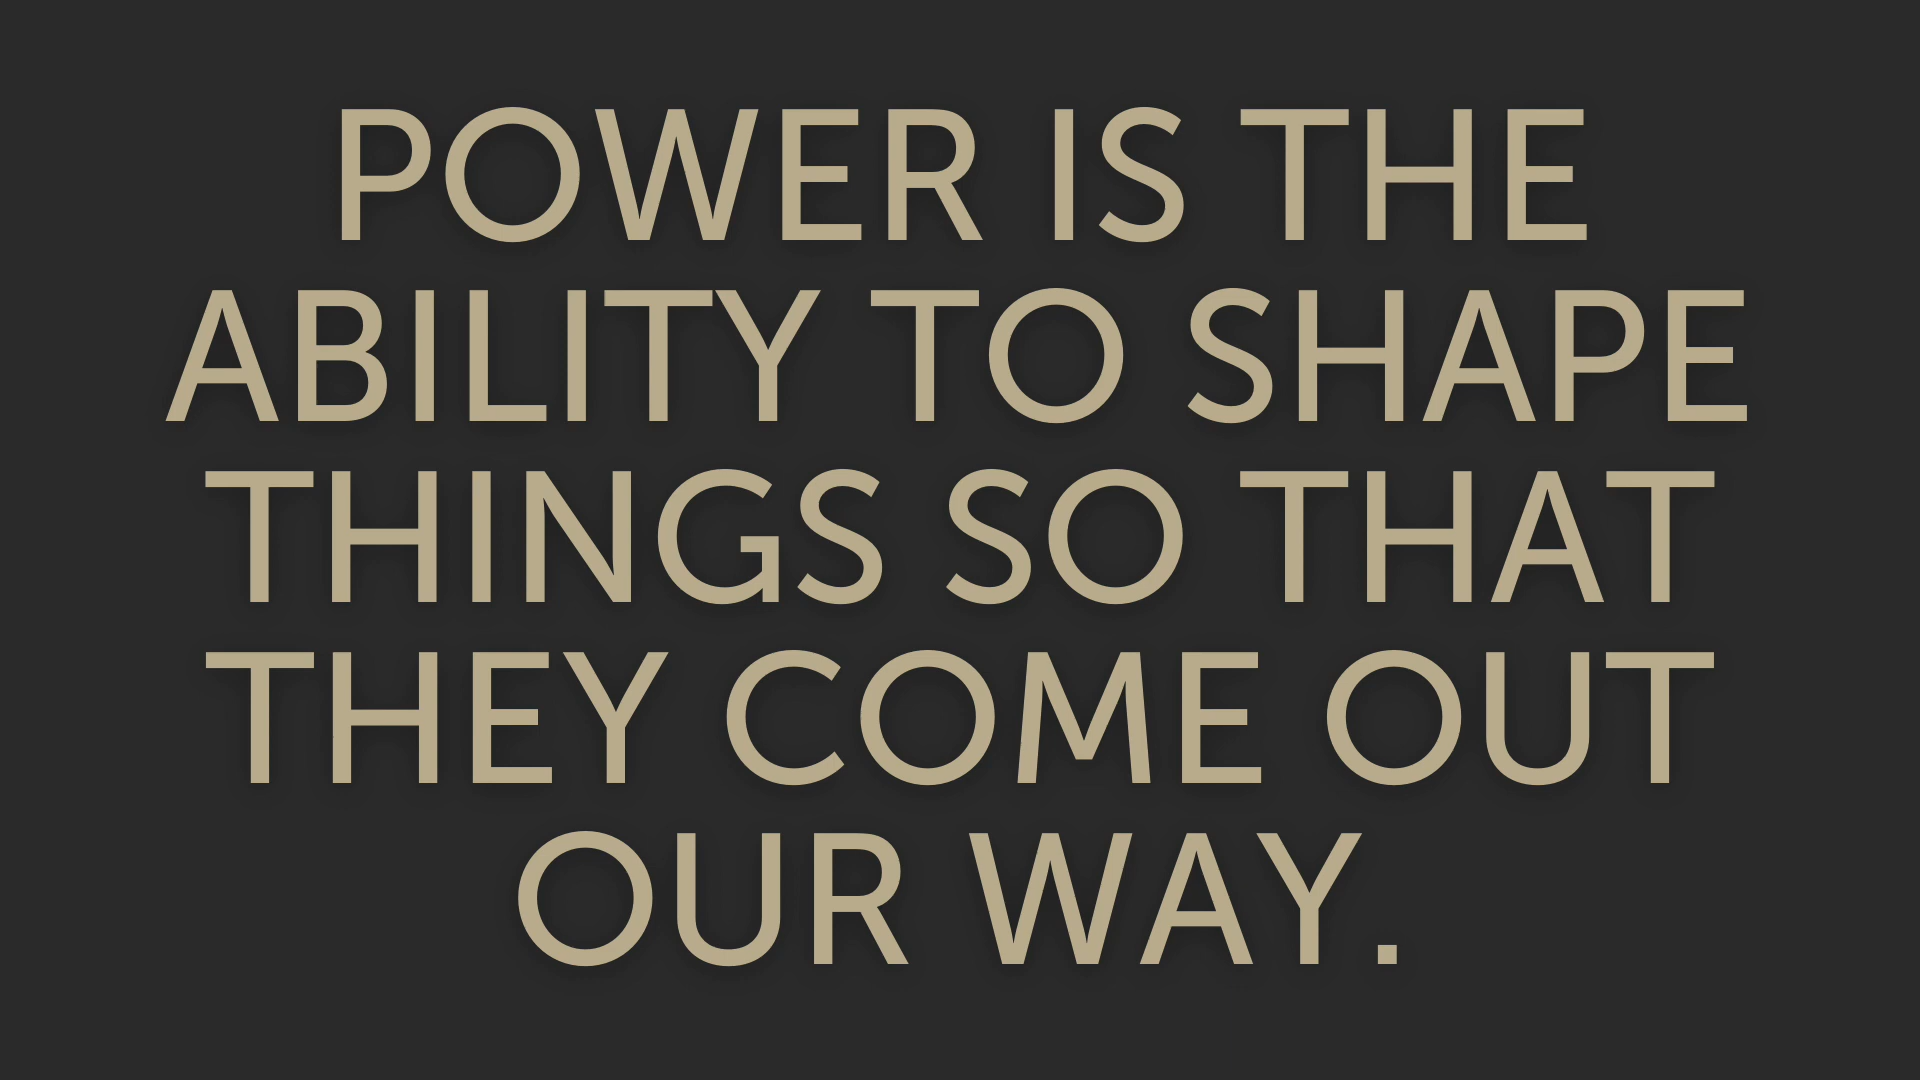 POWER IS THE
ABILITY TO SHAPE
THINGS SO THAT
THEY COME OUT
OUR WAY.